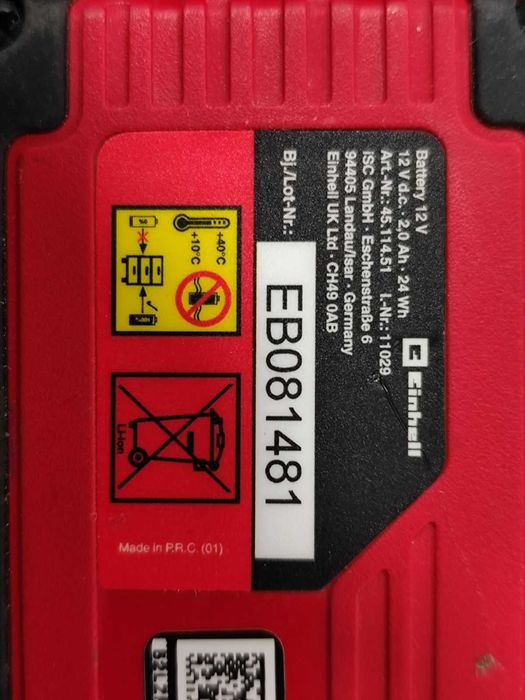 Einhell
Battery 12 V
12 V d.c. · 2,0 Ah · 24 Wh
Art.-Nr.: 45.114.51 I.-Nr.: 11029
ISC GmbH · Eschenstraße 6
94405 Landau/Isar · Germany
Einhell UK Ltd · CH49 0AB
Bj./Lot-Nr.:
EB081481
+40°C
+10°C
0%
100%
Li-Ion
Made in P.R.C. (01)